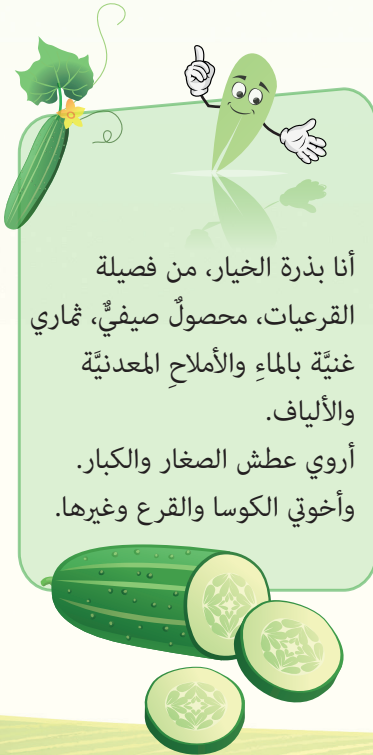 أنا بذرة الخيار، من فصيلة
القرعيات، محصولٌ صيفيٌّ، ثماري
غنيَّة بالماءِ والأملاحِ المعدنيَّة
والألياف.
أروي عطش الصغار والكبار.
وأخوتي الكوسا والقرع وغيرها.